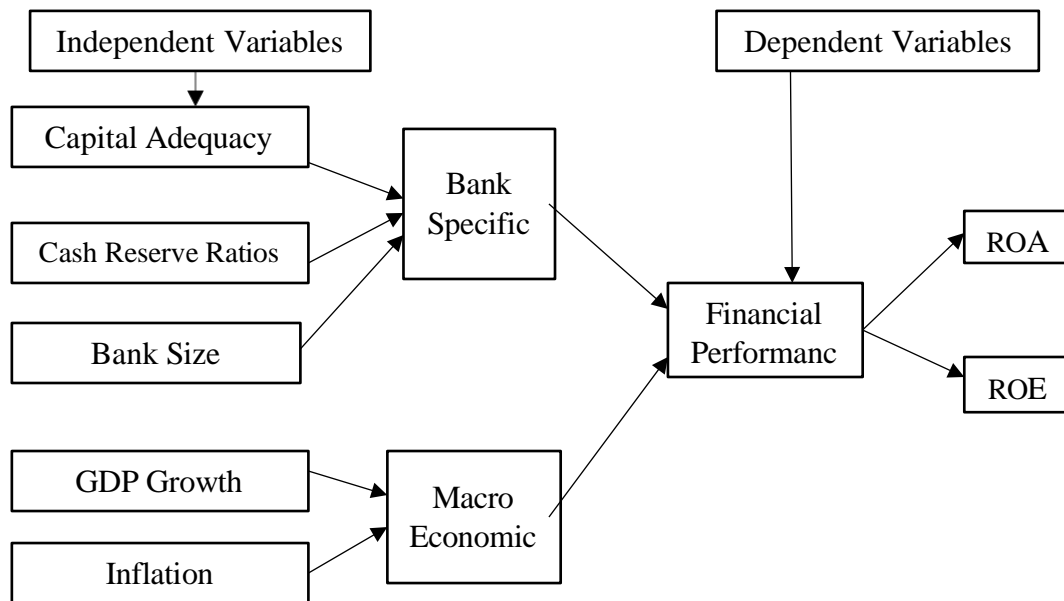 Independent Variables
Dependent Variables
Capital Adequacy
Bank
Specific
Cash Reserve Ratios
ROA
Bank Size
Financial
Performanc
ROE
GDP Growth
Macro
Economic
Inflation